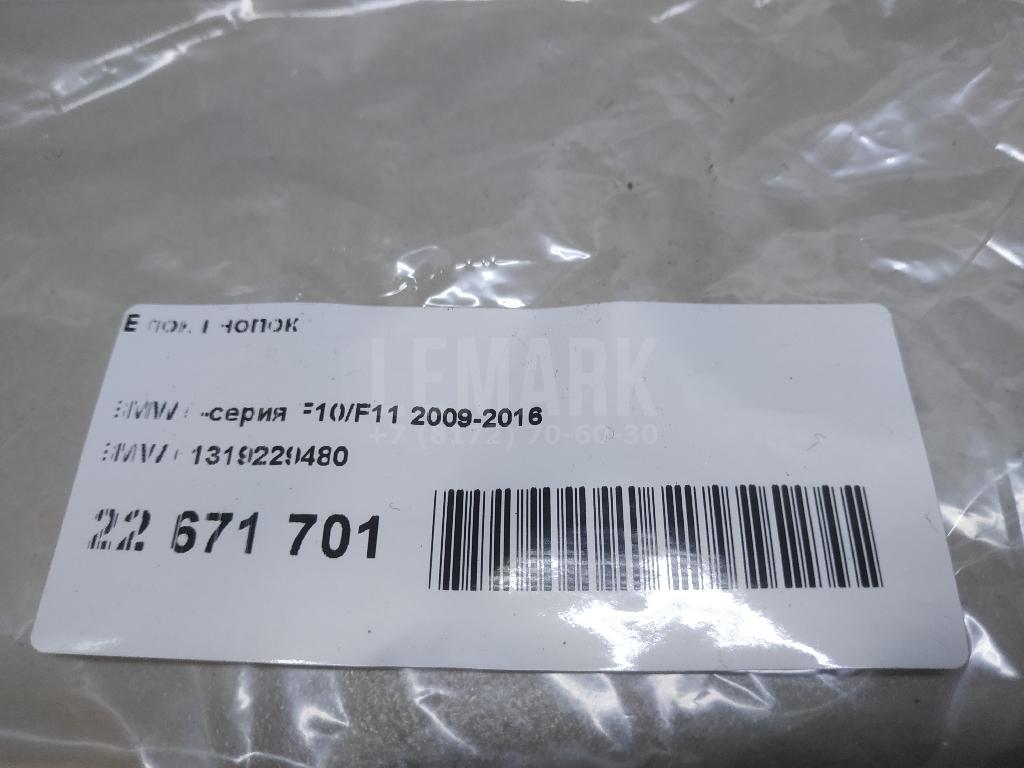 Блок кнопок
BMW 5-серия F10/F11 2009-2016
BMW 61319229480
22 671 701
LEMARK
+7 (8172) 70-60-30